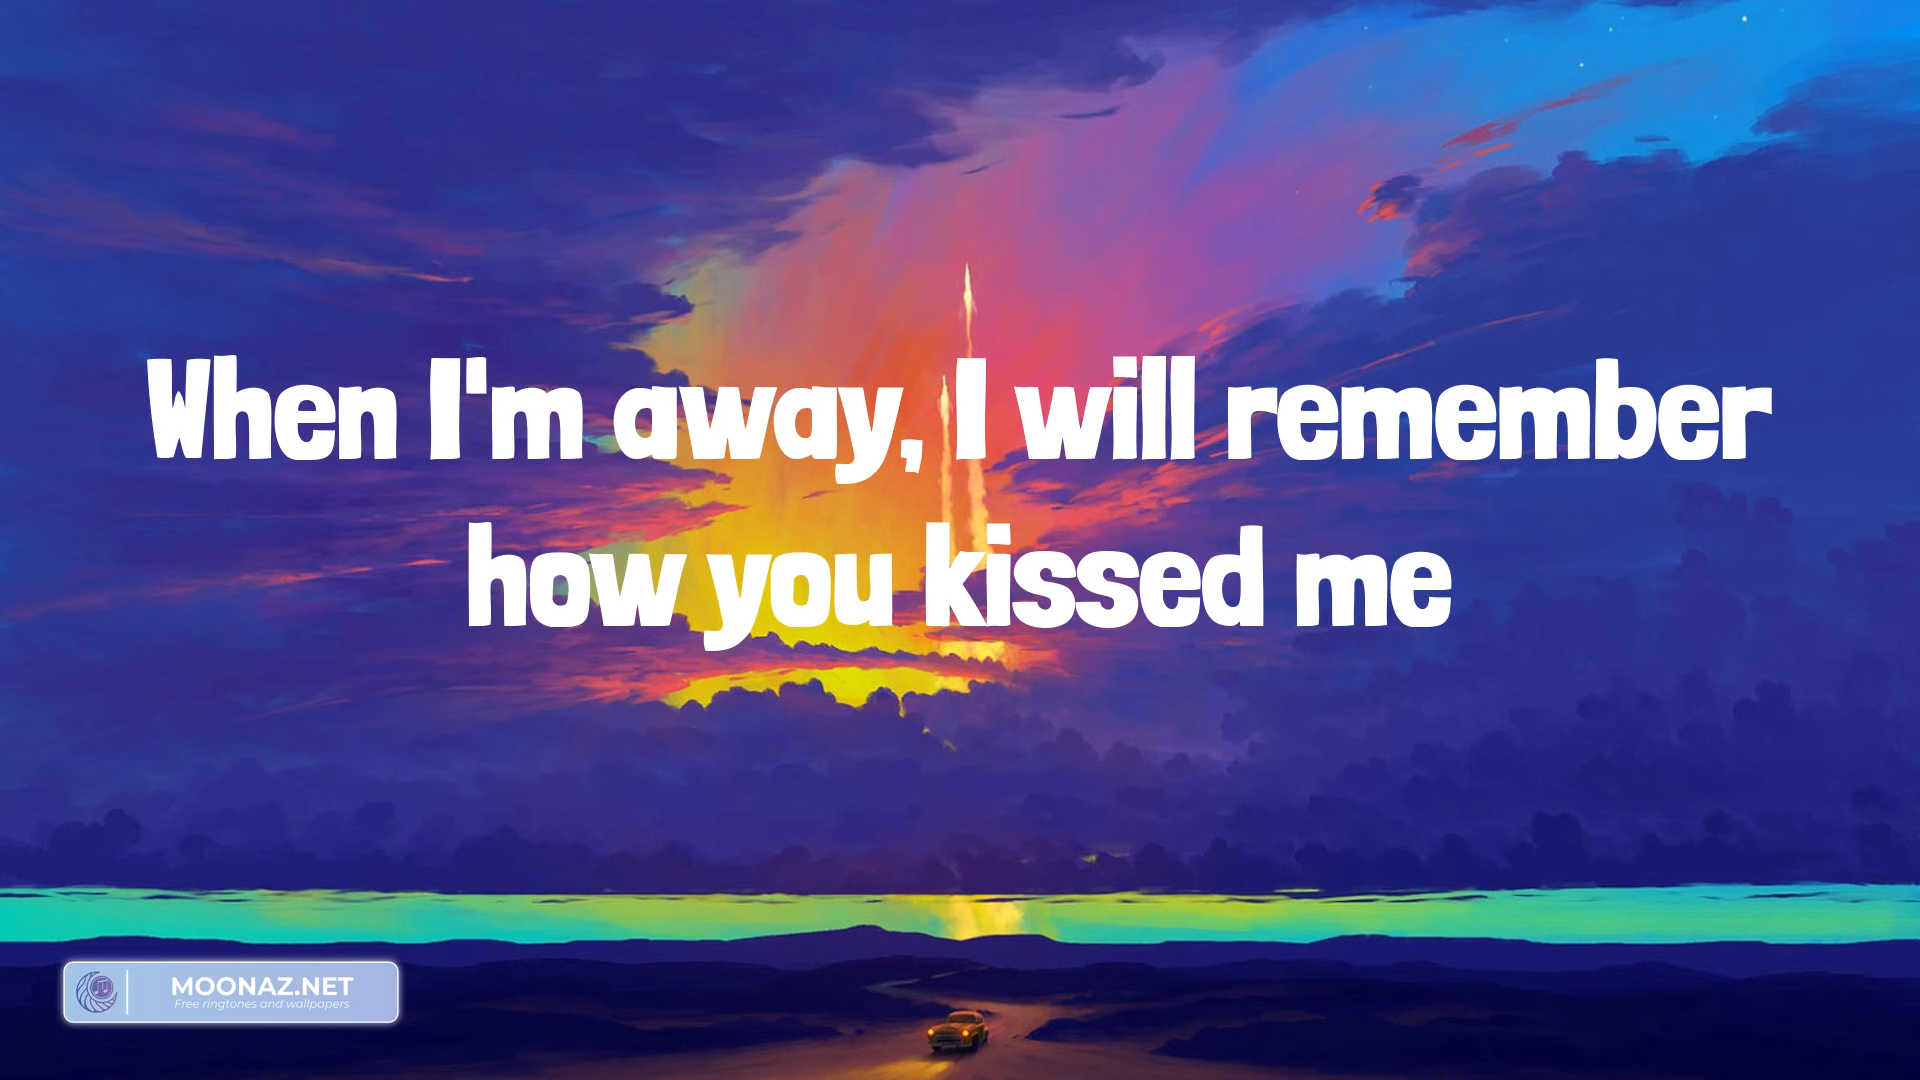 When I'm away, I will remember
how you kissed me
MOONAZ.NET
Free ringtones and wallpapers